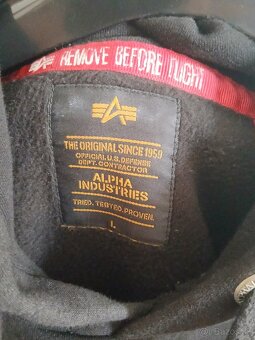 REMOVE BEFORE FLIGHT
THE ORIGINAL SINCE 1959
OFFICIAL U.S. DEFENSE
DEPT. CONTRACTOR
ALPHA
INDUSTRIES
TRIED. TESTED. PROVEN.
L